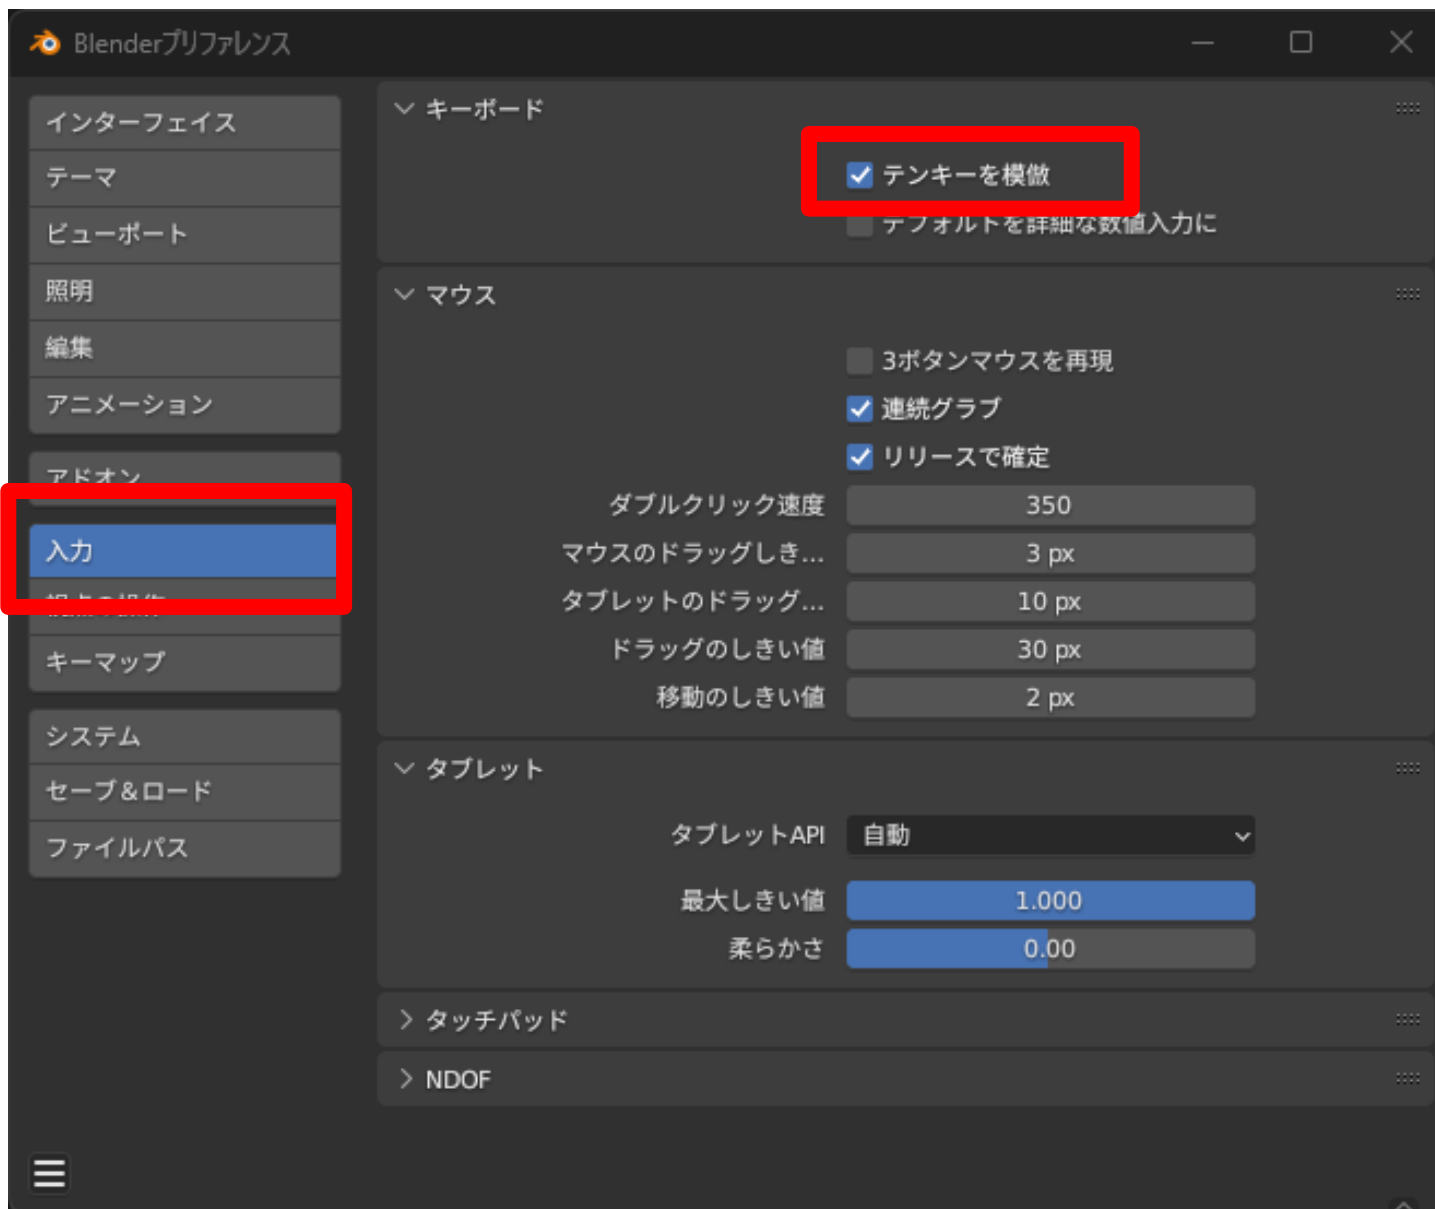 Blenderプリファレンス
インターフェイス
テーマ
ビューポート
照明
編集
アニメーション
アドオン
入力
視点の操作
キーマップ
システム
セーブ＆ロード
ファイルパス
キーボード
テンキーを模倣
デフォルトを詳細な数値入力に
マウス
3ボタンマウスを再現
連続グラブ
リリースで確定
ダブルクリック速度 350
マウスのドラッグしき... 3 px
タブレットのドラッグ... 10 px
ドラッグのしきい値 30 px
移動のしきい値 2 px
タブレット
タブレットAPI 自動
最大しきい値 1.000
柔らかさ 0.00
タッチパッド
NDOF